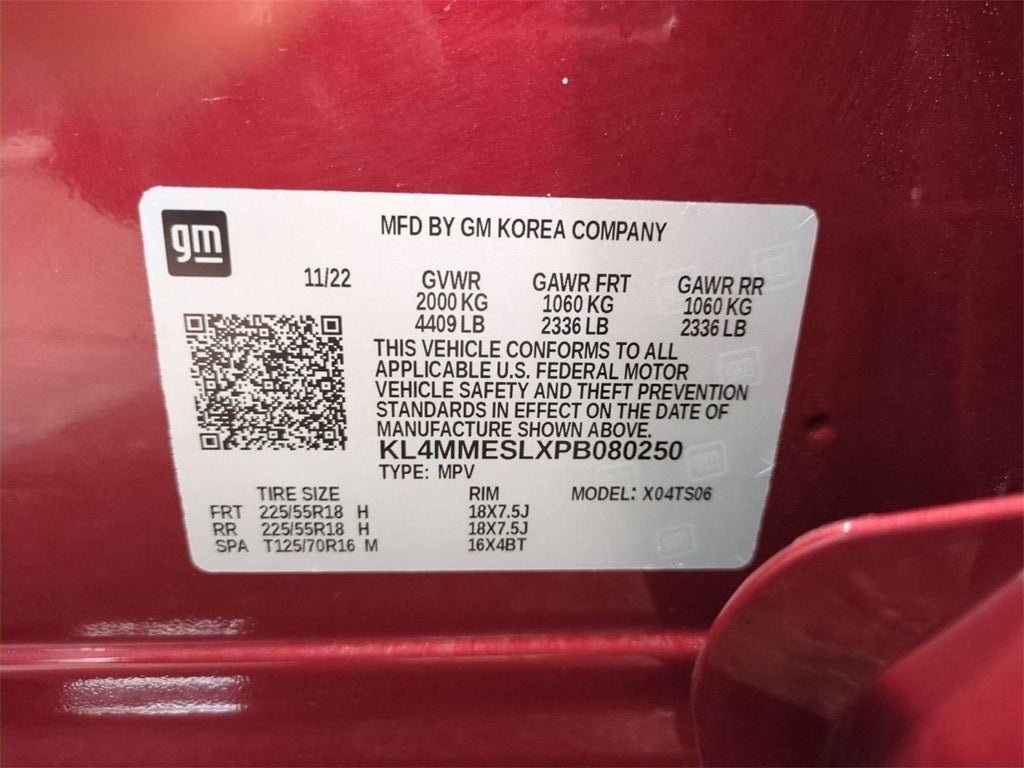 gm
MFD BY GM KOREA COMPANY
11/22 GVWR GAWR FRT GAWR RR
2000 KG 1060 KG 1060 KG
4409 LB 2336 LB 2336 LB
THIS VEHICLE CONFORMS TO ALL
APPLICABLE U.S. FEDERAL MOTOR
VEHICLE SAFETY AND THEFT PREVENTION
STANDARDS IN EFFECT ON THE DATE OF
MANUFACTURE SHOWN ABOVE.
KL4MMESLXPB080250
TYPE: MPV
TIRE SIZE RIM MODEL: X04TS06
FRT 225/55R18 H 18X7.5J
RR 225/55R18 H 18X7.5J
SPA T125/70R16 M 16X4BT